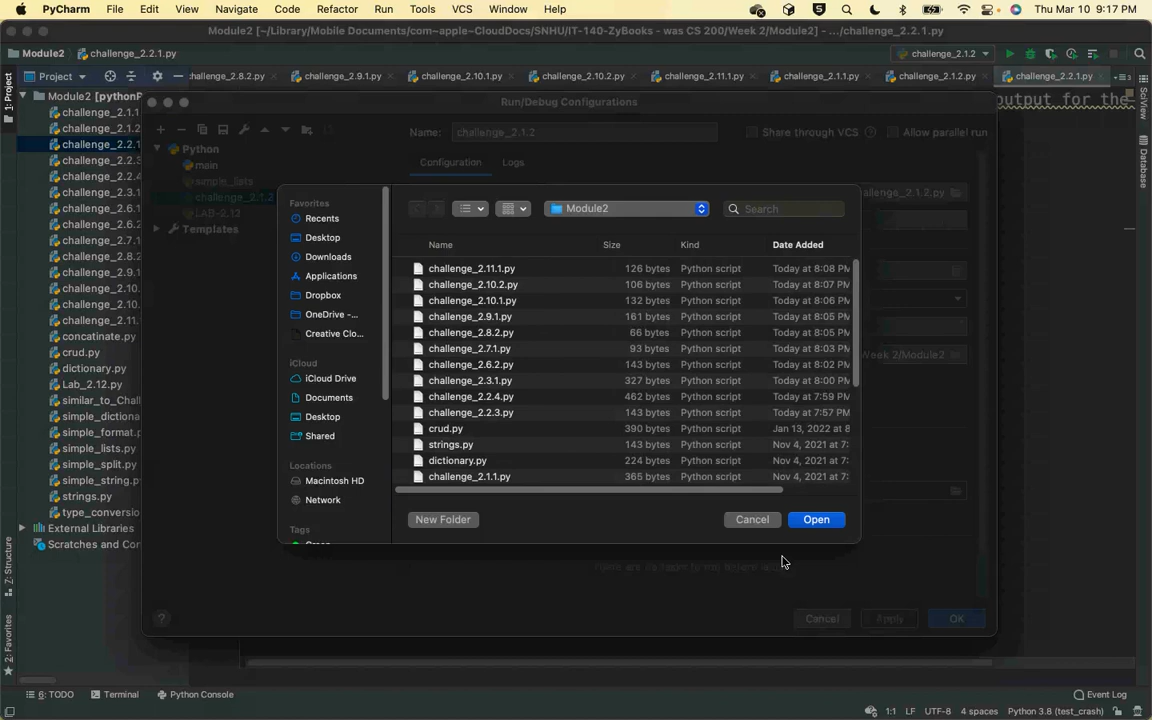 PyCharm File Edit View Navigate Code Refactor Run Tools VCS Window Help Thu Mar 10 9:17 PM
Module2 [~/Library/Mobile Documents/com~apple~CloudDocs/SNHU/IT-140-ZyBooks - was CS 200/Week 2/Module2] - .../challenge_2.2.1.py
Module2 challenge_2.2.1.py challenge_2.1.2
Project challenge_2.8.2.py challenge_2.9.1.py challenge_2.10.1.py challenge_2.10.2.py challenge_2.11.1.py challenge_2.1.1.py challenge_2.1.2.py challenge_2.2.1.py
1: Project
Module2 [pythonP
challenge_2.1.1
challenge_2.1.2
challenge_2.2.1
challenge_2.2.3
challenge_2.2.4
challenge_2.3.1
challenge_2.6.1
challenge_2.6.2
challenge_2.7.1
challenge_2.8.2
challenge_2.9.1
challenge_2.10.
challenge_2.10.
challenge_2.11.
concatinate.py
crud.py
dictionary.py
Lab_2.12.py
similar_to_Chall
simple_dictiona
simple_format.p
simple_lists.py
simple_split.py
simple_string.p
strings.py
type_conversio
External Libraries
Scratches and Con
7: Structure
2: Favorites
Run/Debug Configurations
Python
main
simple_lists
challenge_2.1.2
LAB-2.12
Templates
Name: challenge_2.1.2 Share through VCS ? Allow parallel run
Configuration Logs
output for the
allenge_2.1.2.py
Week 2/Module2
Favorites
Recents
Desktop
Downloads
Applications
Dropbox
OneDrive -...
Creative Clo...
iCloud
iCloud Drive
Documents
Desktop
Shared
Locations
Macintosh HD
Network
Tags
Module2 Search
Name Size Kind Date Added
challenge_2.11.1.py 126 bytes Python script Today at 8:08 PM
challenge_2.10.2.py 106 bytes Python script Today at 8:07 PM
challenge_2.10.1.py 132 bytes Python script Today at 8:06 PM
challenge_2.9.1.py 161 bytes Python script Today at 8:05 PM
challenge_2.8.2.py 66 bytes Python script Today at 8:05 PM
challenge_2.7.1.py 93 bytes Python script Today at 8:03 PM
challenge_2.6.2.py 143 bytes Python script Today at 8:02 PM
challenge_2.3.1.py 327 bytes Python script Today at 8:00 PM
challenge_2.2.4.py 462 bytes Python script Today at 7:59 PM
challenge_2.2.3.py 143 bytes Python script Today at 7:57 PM
crud.py 390 bytes Python script Jan 13, 2022 at 8
strings.py 143 bytes Python script Nov 4, 2021 at 7:
dictionary.py 224 bytes Python script Nov 4, 2021 at 7:
challenge_2.1.1.py 365 bytes Python script Nov 4, 2021 at 7:
New Folder Cancel Open
? Cancel Apply OK
SciView
Database
6: TODO Terminal Python Console Event Log
1:1 LF UTF-8 4 spaces Python 3.8 (test_crash)